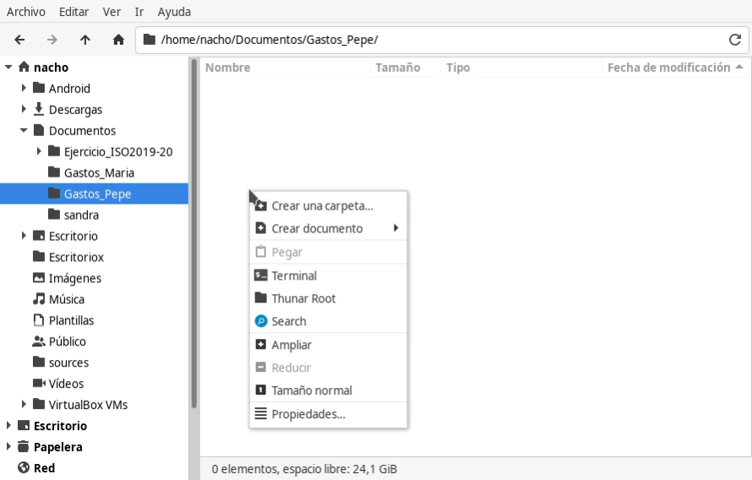 Archivo Editar Ver Ir Ayuda
/home/nacho/Documentos/Gastos_Pepe/
nacho
Android
Descargas
Documentos
Ejercicio_ISO2019-20
Gastos_Maria
Gastos_Pepe
sandra
Escritorio
Escritoriox
Imágenes
Música
Plantillas
Público
sources
Vídeos
VirtualBox VMs
Escritorio
Papelera
Red
Nombre Tamaño Tipo Fecha de modificación
Crear una carpeta...
Crear documento
Pegar
Terminal
Thunar Root
Search
Ampliar
Reducir
Tamaño normal
Propiedades...
0 elementos, espacio libre: 24,1 GiB